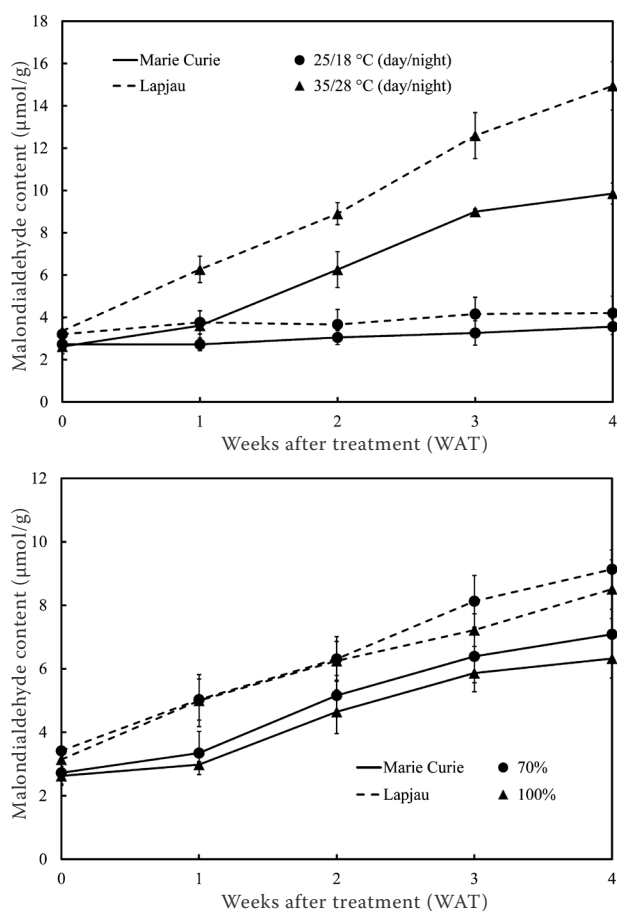 Malondialdehyde content (μmol/g)
18
16
14
12
10
8
6
4
2
0
Marie Curie
25/18 °C (day/night)
Lapjau
35/28 °C (day/night)
0 1 2 3 4
Weeks after treatment (WAT)
Malondialdehyde content (μmol/g)
12
10
8
6
4
2
0
Marie Curie
70%
Lapjau
100%
0 1 2 3 4
Weeks after treatment (WAT)